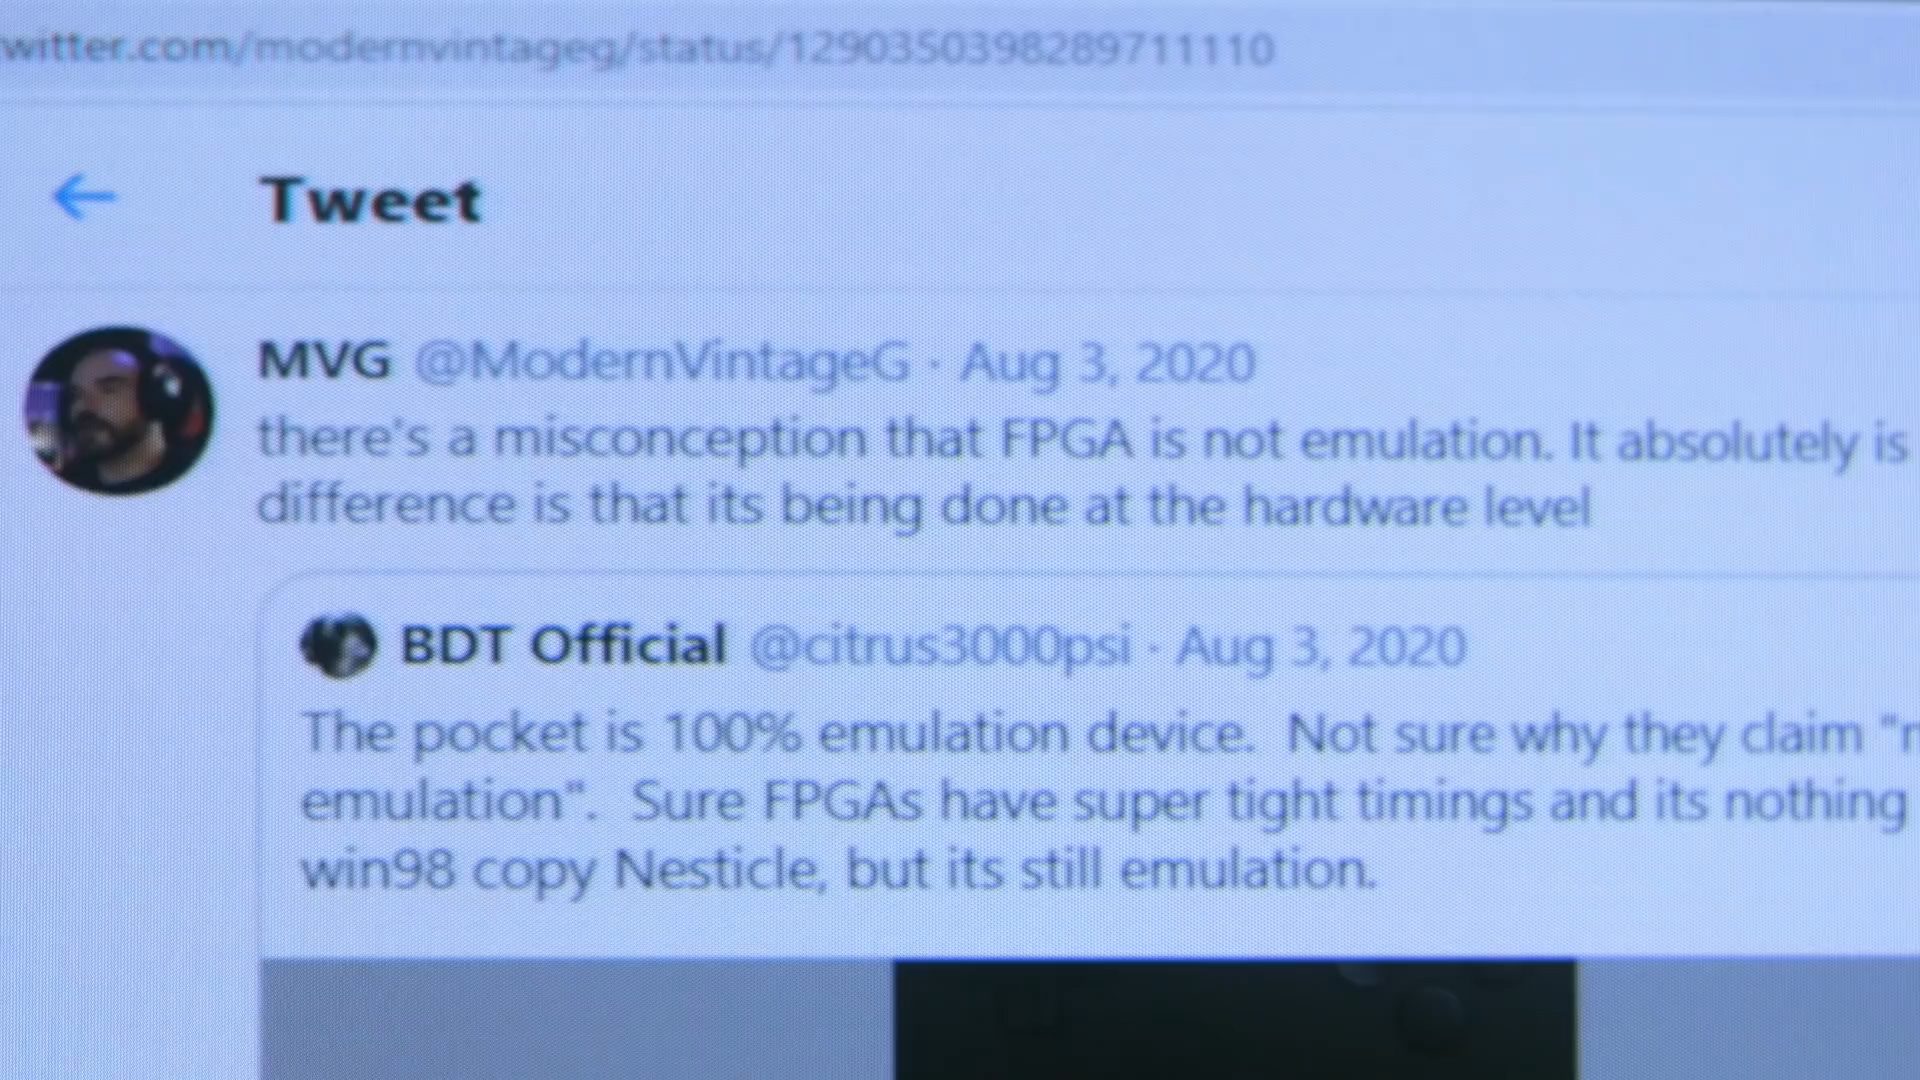 witter.com/modernvintageg/status/1290350398289711110
Tweet
MVG @ModernVintageG · Aug 3, 2020
there's a misconception that FPGA is not emulation. It absolutely is
difference is that its being done at the hardware level
BDT Official @citrus3000psi · Aug 3, 2020
The pocket is 100% emulation device.  Not sure why they claim "n
emulation".  Sure FPGAs have super tight timings and its nothing
win98 copy Nesticle, but its still emulation.